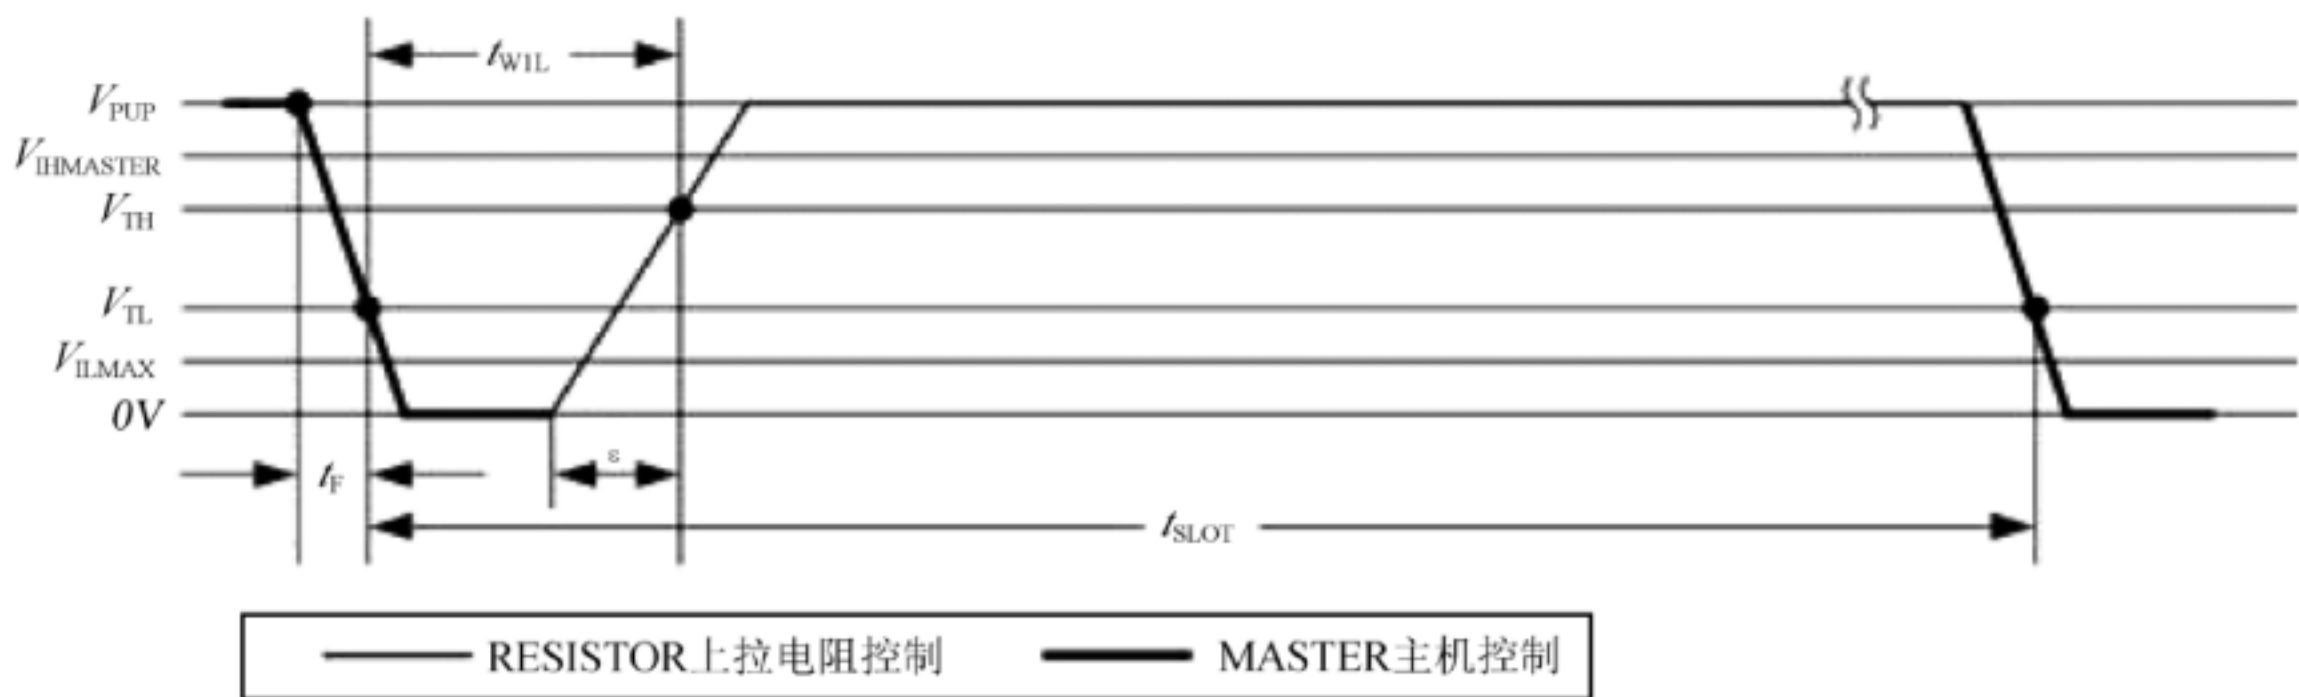 tW1L
VPUP
VIHMASTER
VTH
VTL
VILMAX
0V
tF
ε
tSLOT
RESISTOR上拉电阻控制 MASTER主机控制